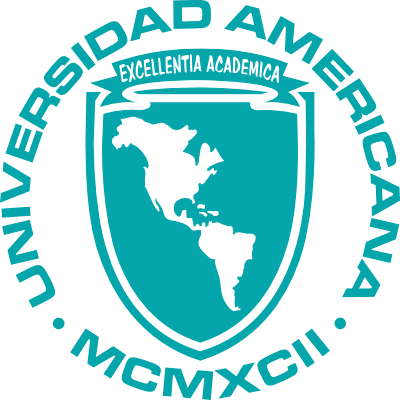 UNIVERSIDAD AMERICANA
EXCELLENTIA ACADEMICA
• MCMXCII •